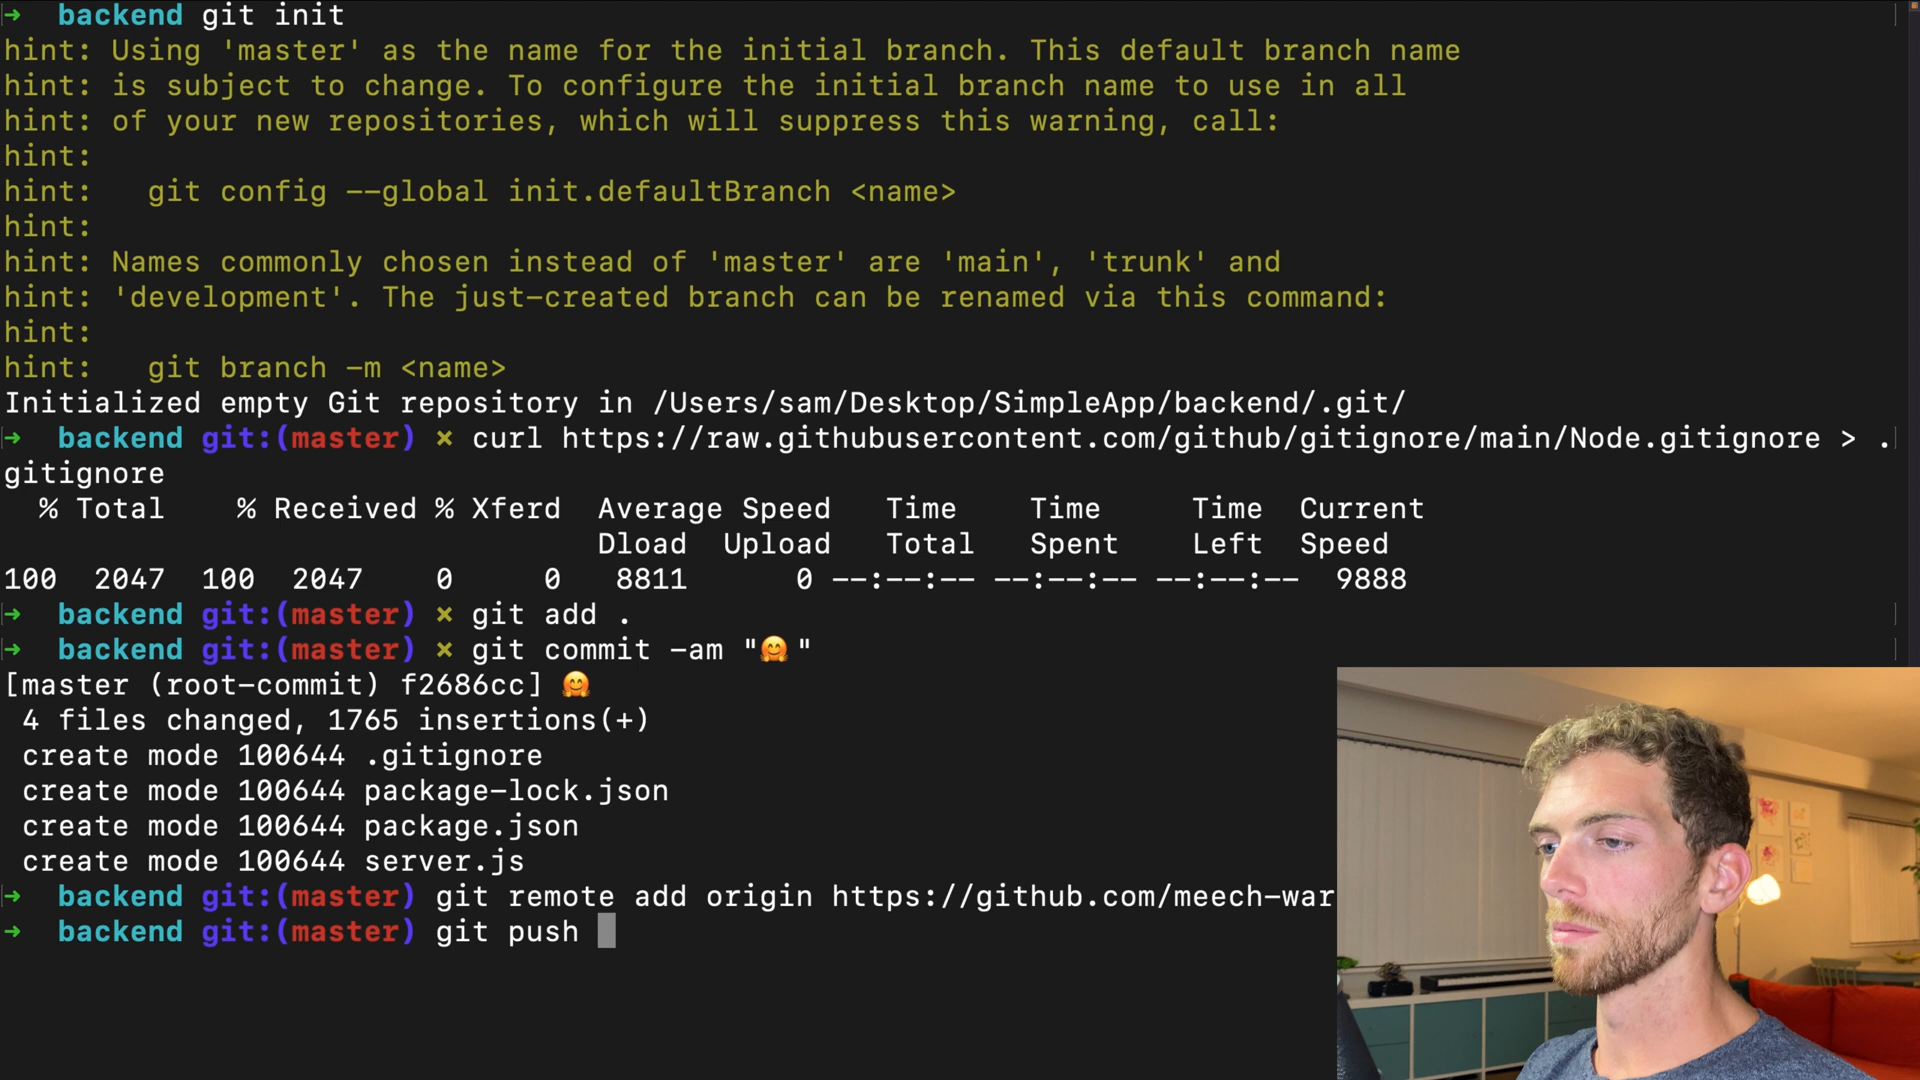 ➜ backend git init
hint: Using 'master' as the name for the initial branch. This default branch name
hint: is subject to change. To configure the initial branch name to use in all
hint: of your new repositories, which will suppress this warning, call:
hint:
hint:   git config --global init.defaultBranch <name>
hint:
hint: Names commonly chosen instead of 'master' are 'main', 'trunk' and
hint: 'development'. The just-created branch can be renamed via this command:
hint:
hint:   git branch -m <name>
Initialized empty Git repository in /Users/sam/Desktop/SimpleApp/backend/.git/
➜ backend git:(master) × curl https://raw.githubusercontent.com/github/gitignore/main/Node.gitignore > .
gitignore
% Total % Received % Xferd Average Speed Time Time Time Current
Dload Upload Total Spent Left Speed
100 2047 100 2047 0 0 8811 0 --:--:-- --:--:-- --:--:-- 9888
➜ backend git:(master) × git add .
➜ backend git:(master) × git commit -am "🤗 "
[master (root-commit) f2686cc] 🤗
4 files changed, 1765 insertions(+)
create mode 100644 .gitignore
create mode 100644 package-lock.json
create mode 100644 package.json
create mode 100644 server.js
➜ backend git:(master) git remote add origin https://github.com/meech-war
➜ backend git:(master) git push